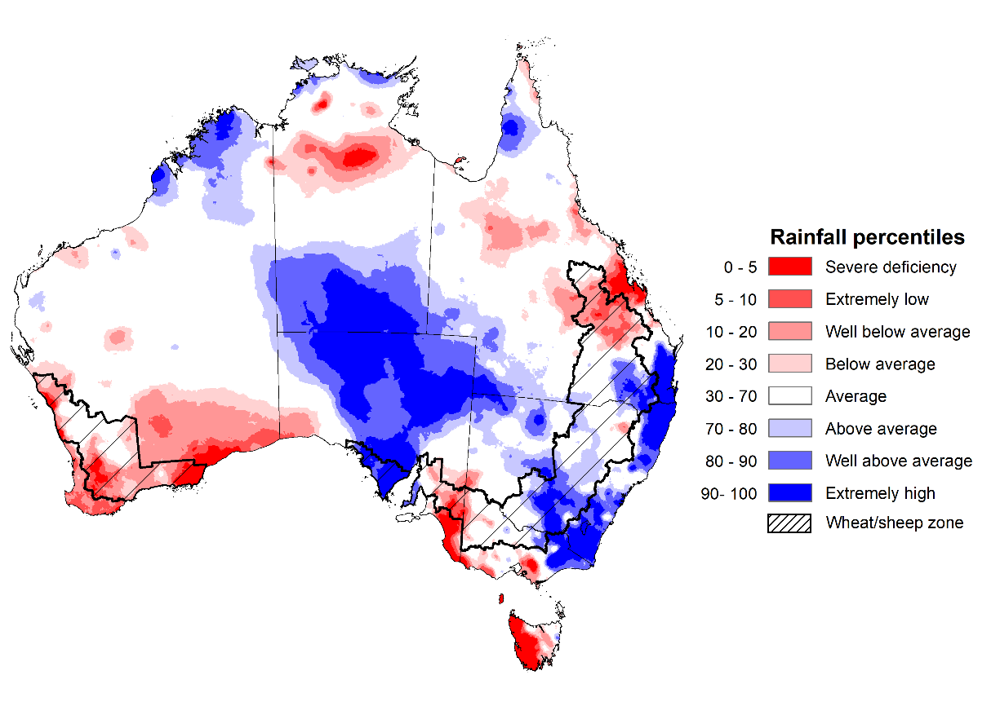 Rainfall percentiles
0 - 5 Severe deficiency
5 - 10 Extremely low
10 - 20 Well below average
20 - 30 Below average
30 - 70 Average
70 - 80 Above average
80 - 90 Well above average
90- 100 Extremely high
Wheat/sheep zone